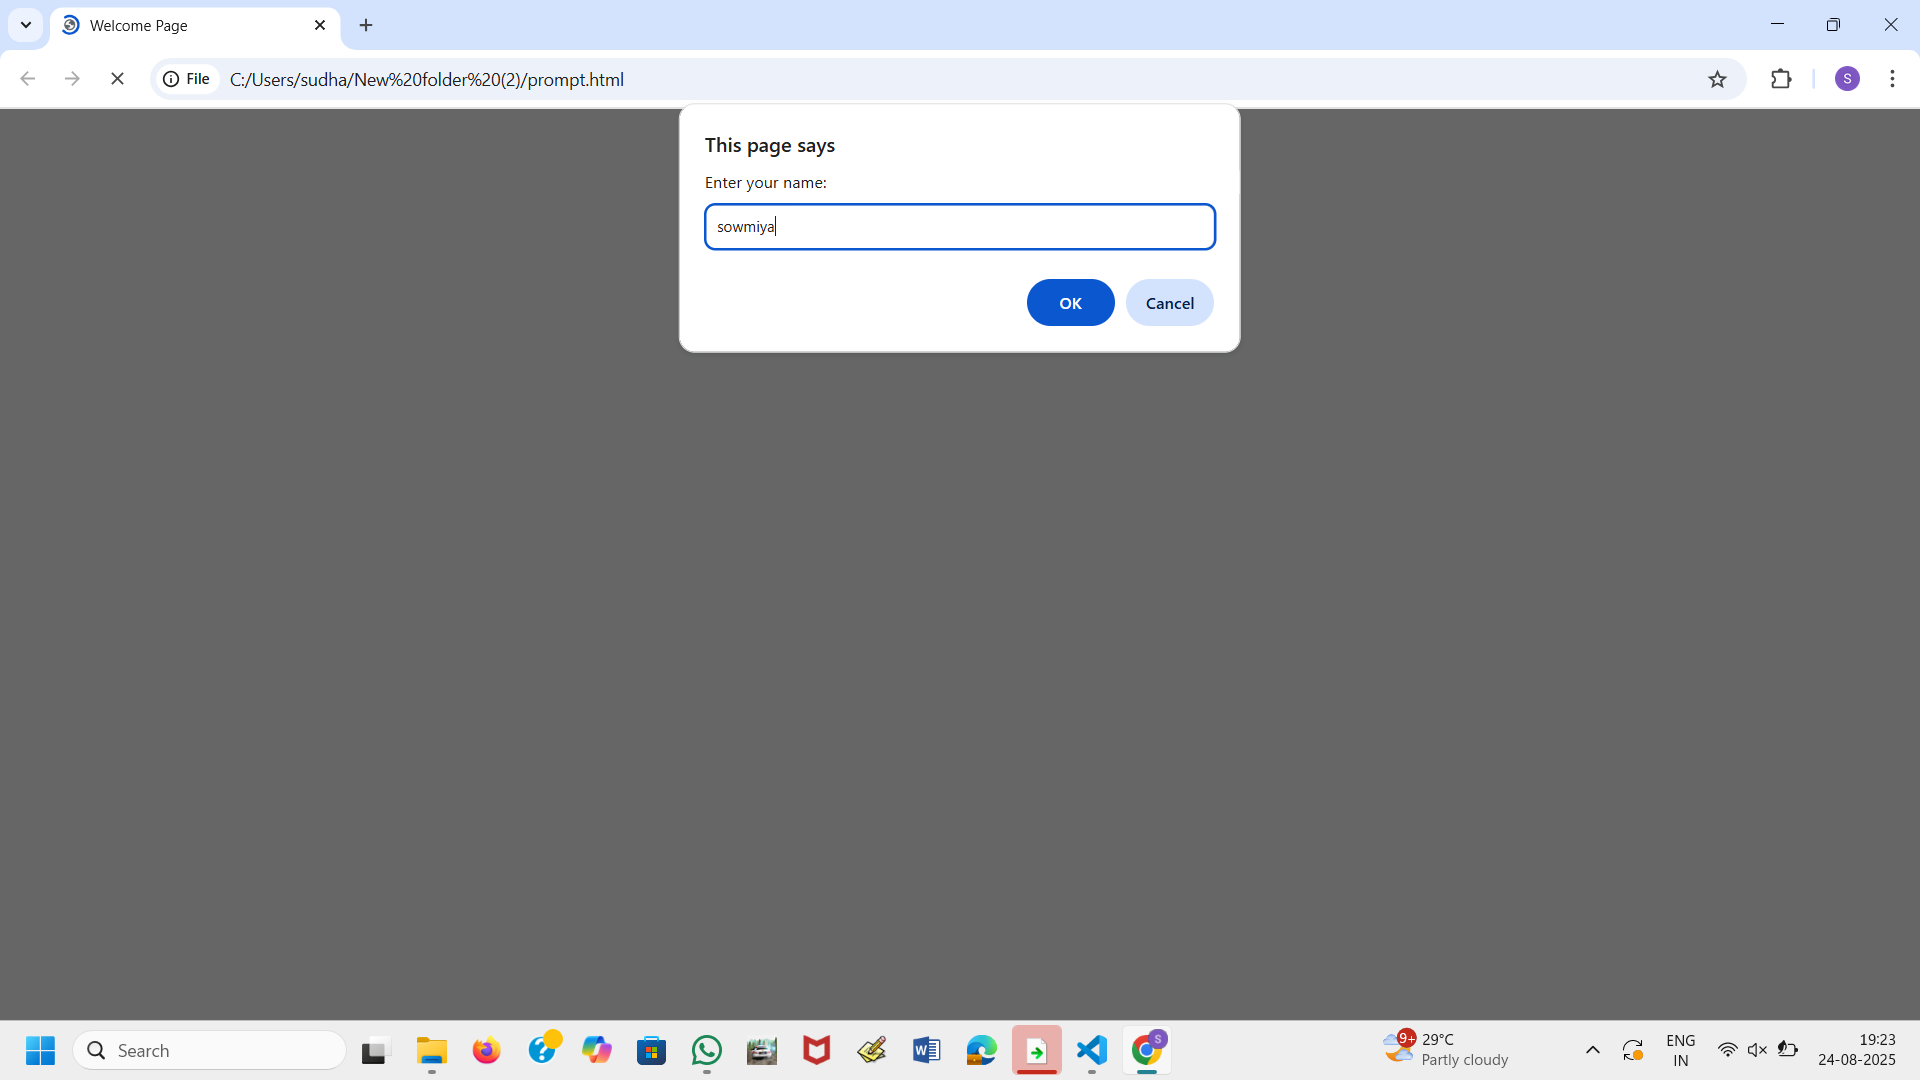 Welcome Page
File
C:/Users/sudha/New%20folder%20(2)/prompt.html
S
This page says
Enter your name:
sowmiya
OK
Cancel
Search
S
9+
29°C
Partly cloudy
ENG
IN
19:23
24-08-2025